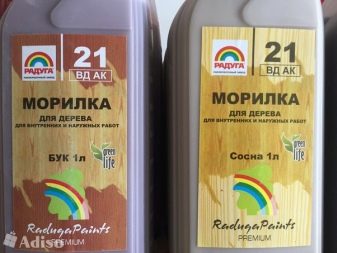 РАДУГА
21
ВД АК
МОРИЛКА
ДЛЯ ДЕРЕВА
ДЛЯ ВНУТРЕННИХ И НАРУЖНЫХ РАБОТ
БУК 1л
green life
RadugaPaints
PREMIUM
РАДУГА
21
ВД АК
МОРИЛКА
ДЛЯ ДЕРЕВА
ДЛЯ ВНУТРЕННИХ И НАРУЖНЫХ РАБОТ
Сосна 1л
green life
RadugaPaints
PREMIUM
Adiso